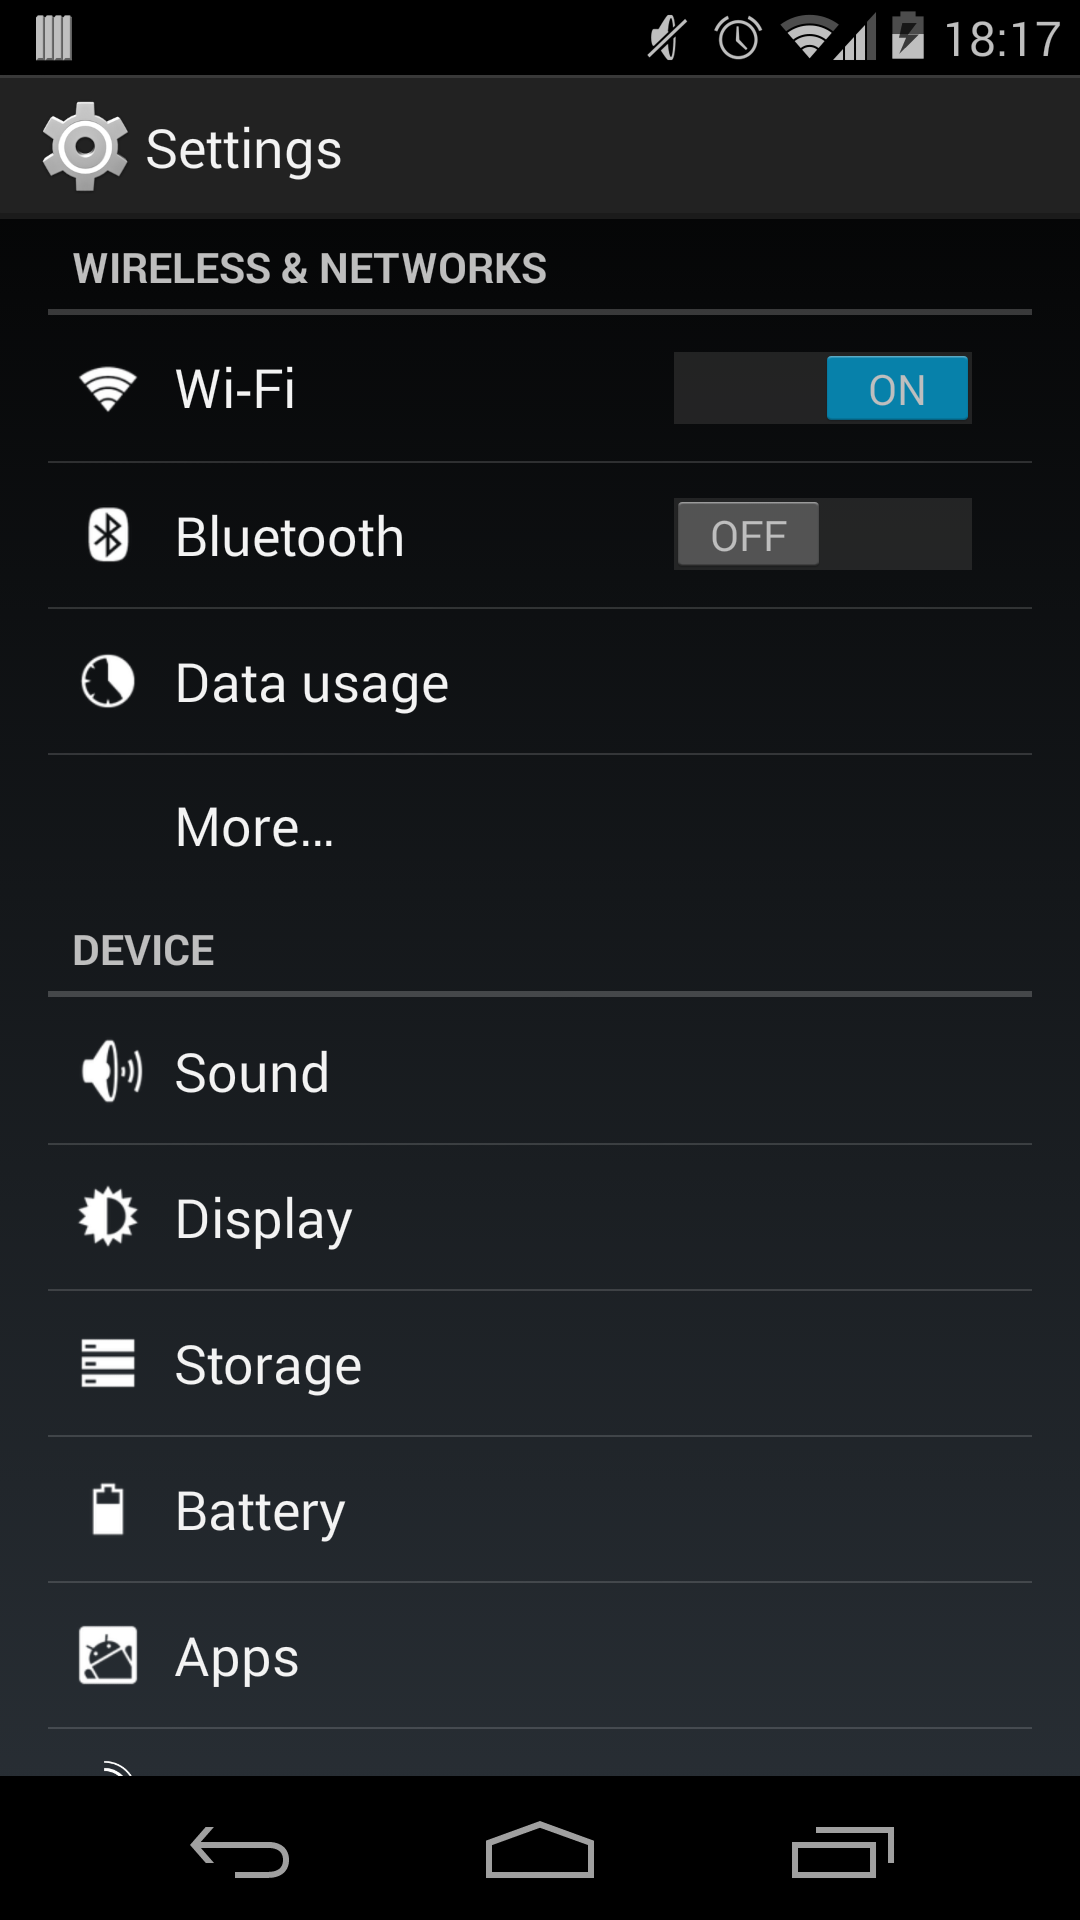 18:17
Settings
WIRELESS & NETWORKS
Wi-Fi ON
Bluetooth OFF
Data usage
More...
DEVICE
Sound
Display
Storage
Battery
Apps